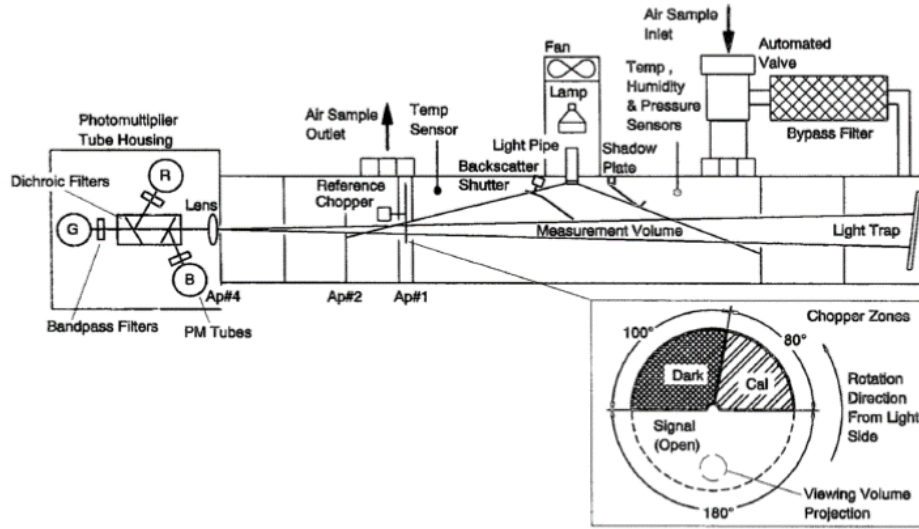 Air Sample
Inlet
Automated
Valve
Fan
Temp ,
Humidity
& Pressure
Sensors
Lamp
Air Sample
Outlet
Temp
Sensor
Bypass Filter
Photomultiplier
Tube Housing
Light Pipe
Shadow
Plate
Backscatter
Shutter
Dichroic Filters
R
Reference
Chopper
Lens
G
Measurement Volume
Light Trap
B
Ap#4
Ap#2
Ap#1
Bandpass Filters
PM Tubes
Chopper Zones
100°
80°
Dark
Cal
Rotation
Direction
From Light
Side
Signal
(Open)
180°
Viewing Volume
Projection